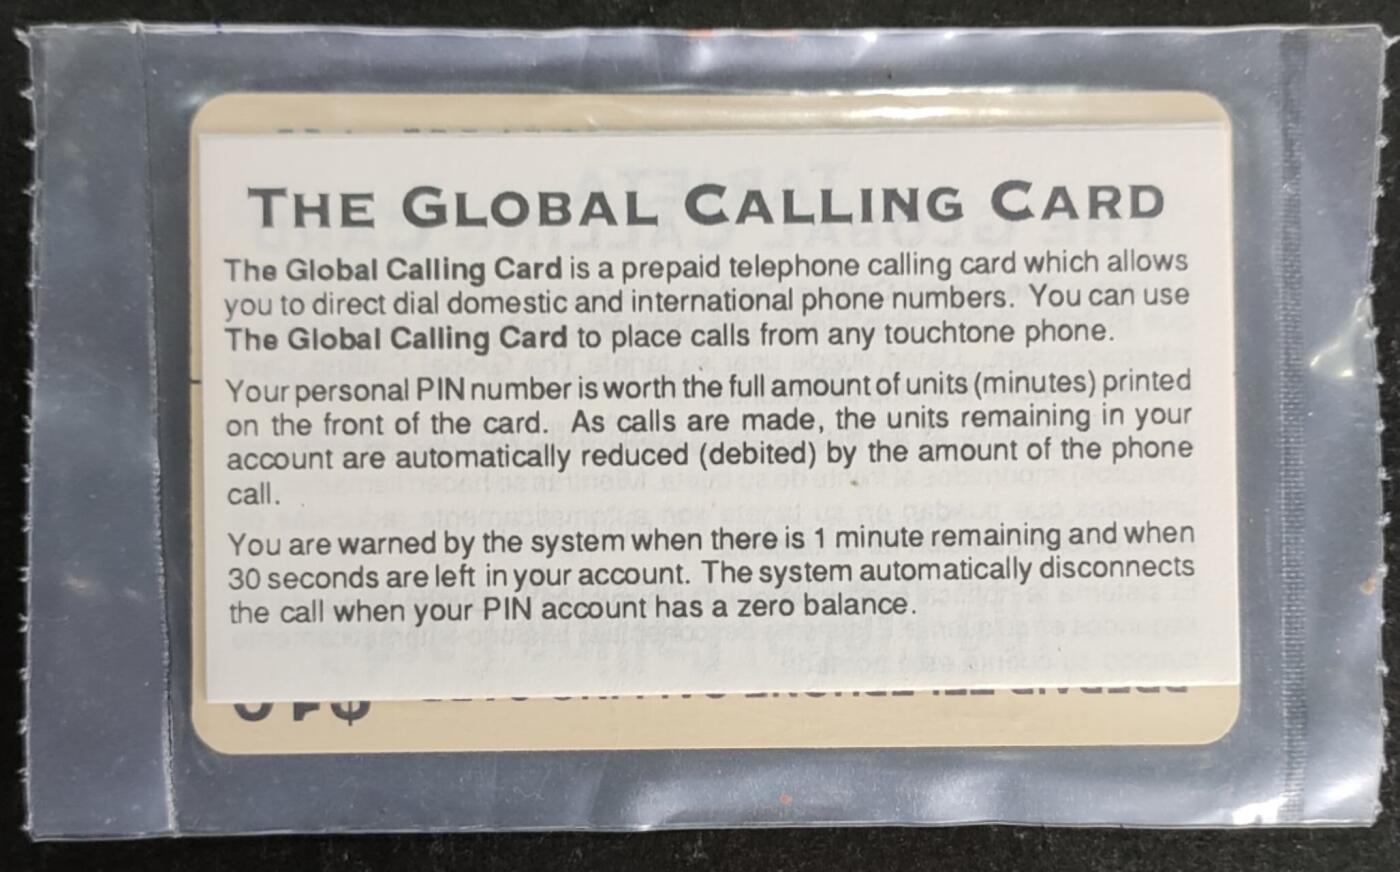 THE GLOBAL CALLING CARD
The Global Calling Card is a prepaid telephone calling card which allows
you to direct dial domestic and international phone numbers. You can use
The Global Calling Card to place calls from any touchtone phone.
Your personal PIN number is worth the full amount of units (minutes) printed
on the front of the card. As calls are made, the units remaining in your
account are automatically reduced (debited) by the amount of the phone
call.
You are warned by the system when there is 1 minute remaining and when
30 seconds are left in your account. The system automatically disconnects
the call when your PIN account has a zero balance.